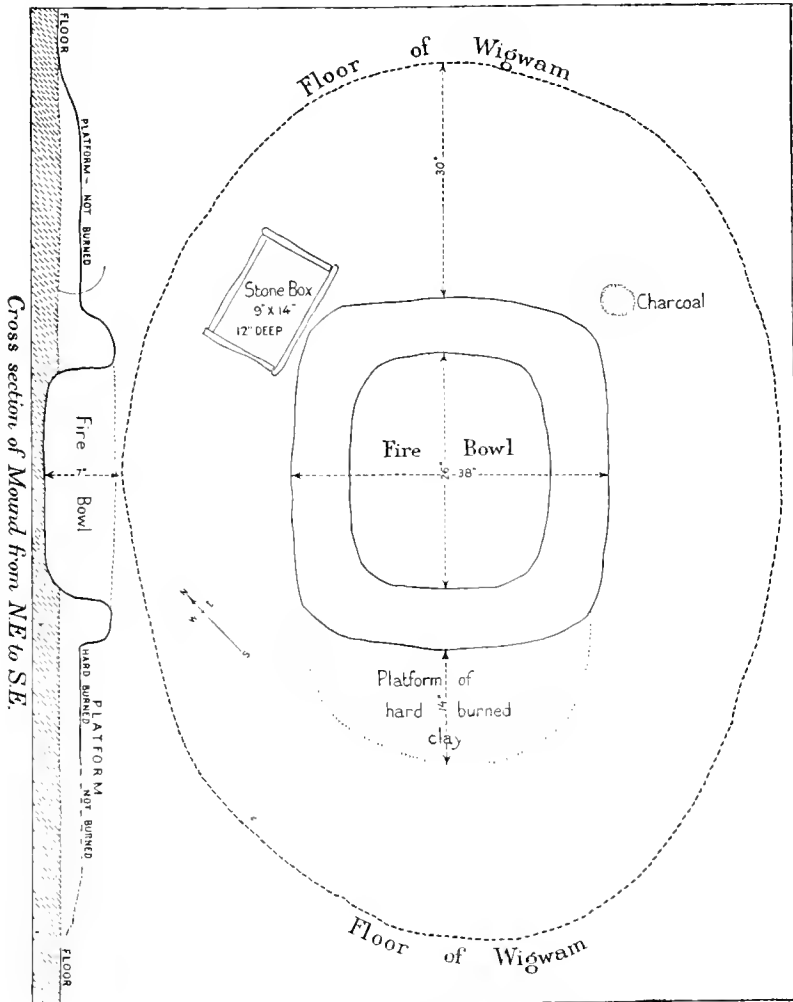 Floor of Wigwam
30"
Stone Box
9" X 14"
12" DEEP
Charcoal
Fire Bowl
26"
38"
Platform of
hard burned
clay
14"
Floor of Wigwam
N
S
FLOOR
PLATFORM - NOT BURNED
Fire Bowl
7"
HARD BURNED
PLATFORM
NOT BURNED
FLOOR
Cross section of Mound from NE to SE.